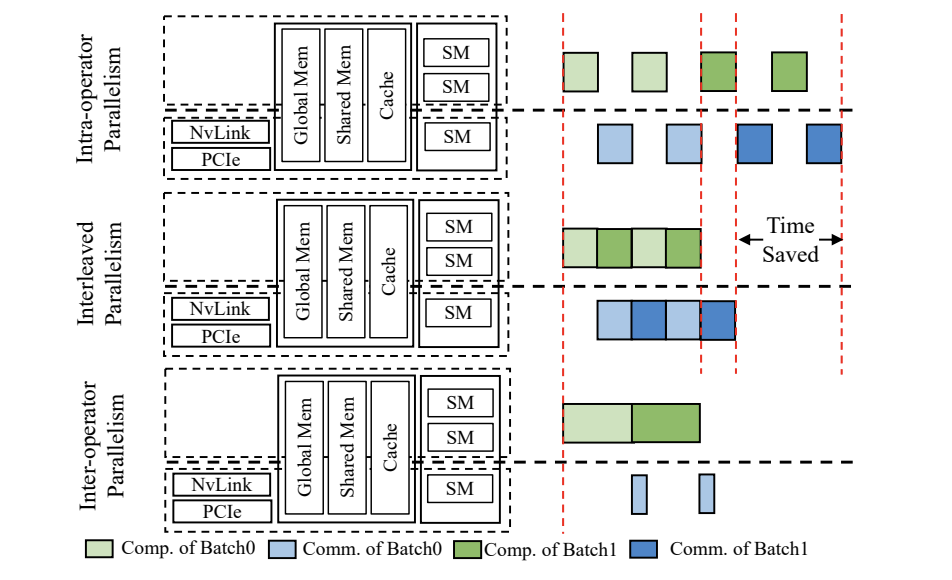 Intra-operator
Parallelism
Global Mem
Shared Mem
Cache
SM
SM
SM
NvLink
PCIe
Interleaved
Parallelism
Global Mem
Shared Mem
Cache
SM
SM
SM
NvLink
PCIe
Time
Saved
Inter-operator
Parallelism
Global Mem
Shared Mem
Cache
SM
SM
SM
NvLink
PCIe
Comp. of Batch0
Comm. of Batch0
Comp. of Batch1
Comm. of Batch1